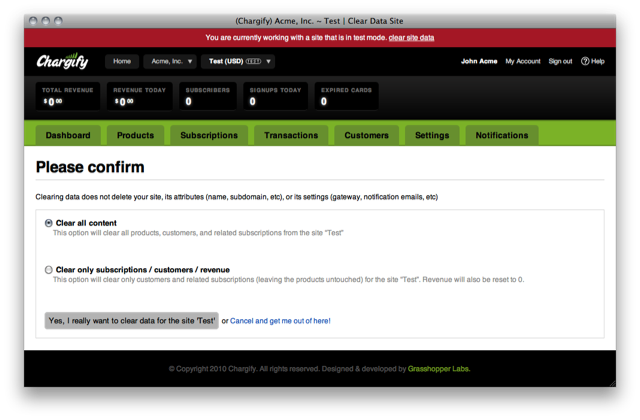 (Chargify) Acme, Inc. ~ Test | Clear Data Site
You are currently working with a site that is in test mode. clear site data
Chargify Home Acme, Inc. ▼ Test (USD) TEST ▼ John Acme My Account Sign out ? Help
TOTAL REVENUE REVENUE TODAY SUBSCRIBERS SIGNUPS TODAY EXPIRED CARDS
$0.00 $0.00 0 0 0
Dashboard Products Subscriptions Transactions Customers Settings Notifications
Please confirm
Clearing data does not delete your site, its attributes (name, subdomain, etc), or its settings (gateway, notification emails, etc)
Clear all content
This option will clear all products, customers, and related subscriptions from the site "Test"
Clear only subscriptions / customers / revenue
This option will clear only customers and related subscriptions (leaving the products untouched) for the site "Test". Revenue will also be reset to 0.
Yes, I really want to clear data for the site 'Test' or Cancel and get me out of here!
© Copyright 2010 Chargify. All rights reserved. Designed & developed by Grasshopper Labs.